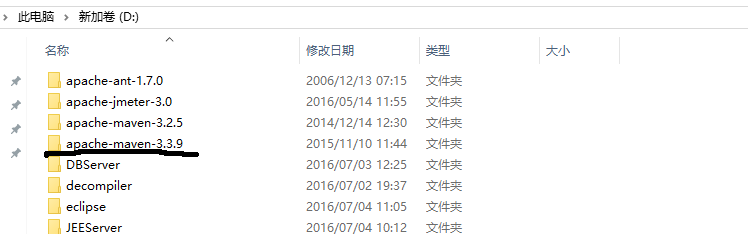 此电脑 > 新加卷 (D:)
名称 修改日期 类型 大小
apache-ant-1.7.0 2006/12/13 07:15 文件夹
apache-jmeter-3.0 2016/05/14 11:55 文件夹
apache-maven-3.2.5 2014/12/14 12:30 文件夹
apache-maven-3.3.9 2015/11/10 11:44 文件夹
DBServer 2016/07/03 12:25 文件夹
decompiler 2016/07/02 19:37 文件夹
eclipse 2016/07/04 11:05 文件夹
JEEServer 2016/07/04 10:12 文件夹